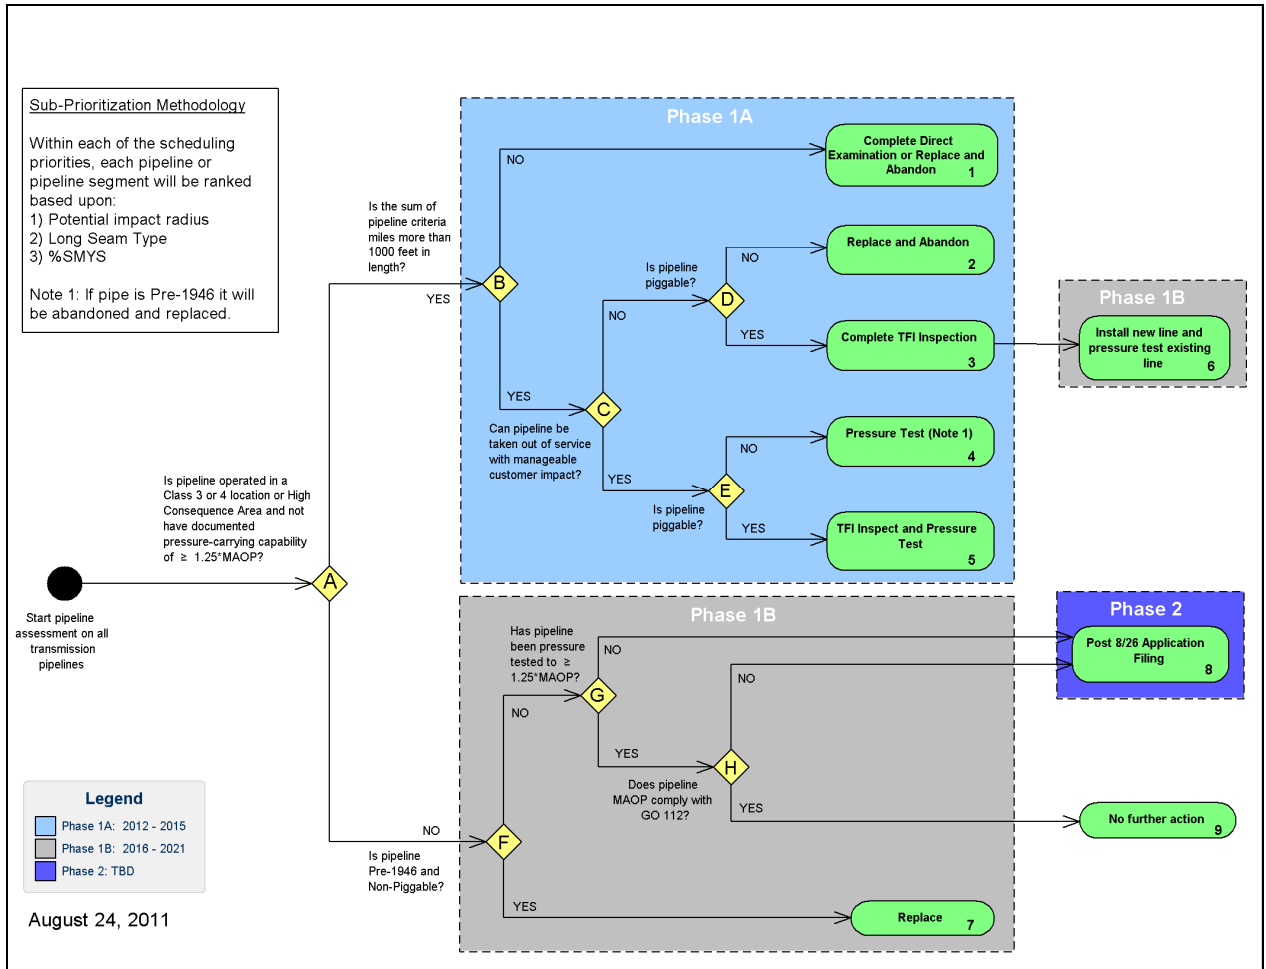 Sub-Prioritization Methodology
Within each of the scheduling
priorities, each pipeline or
pipeline segment will be ranked
based upon:
1) Potential impact radius
2) Long Seam Type
3) %SMYS
Note 1: If pipe is Pre-1946 it will
be abandoned and replaced.
Phase 1A
NO
Complete Direct
Examination or Replace and
Abandon
1
Is the sum of
pipeline criteria
miles more than
1000 feet in
length?
B
YES
Is pipeline
piggable?
D
NO
Replace and Abandon
2
NO
YES
Complete TFI Inspection
3
Phase 1B
Install new line and
pressure test existing
line
6
YES
C
Can pipeline be
taken out of service
with manageable
customer impact?
NO
Pressure Test (Note 1)
4
YES
E
Is pipeline
piggable?
YES
TFI Inspect and Pressure
Test
5
Is pipeline operated in a
Class 3 or 4 location or High
Consequence Area and not
have documented
pressure-carrying capability
of ≥ 1.25*MAOP?
A
Start pipeline
assessment on all
transmission
pipelines
Phase 1B
Has pipeline
been pressure
tested to ≥
1.25*MAOP?
NO
G
NO
YES
H
NO
Does pipeline
MAOP comply with
GO 112?
YES
Phase 2
Post 8/26 Application
Filing
8
No further action
9
NO
F
Is pipeline
Pre-1946 and
Non-Piggable?
YES
Replace
7
Legend
Phase 1A: 2012 - 2015
Phase 1B: 2016 - 2021
Phase 2: TBD
August 24, 2011